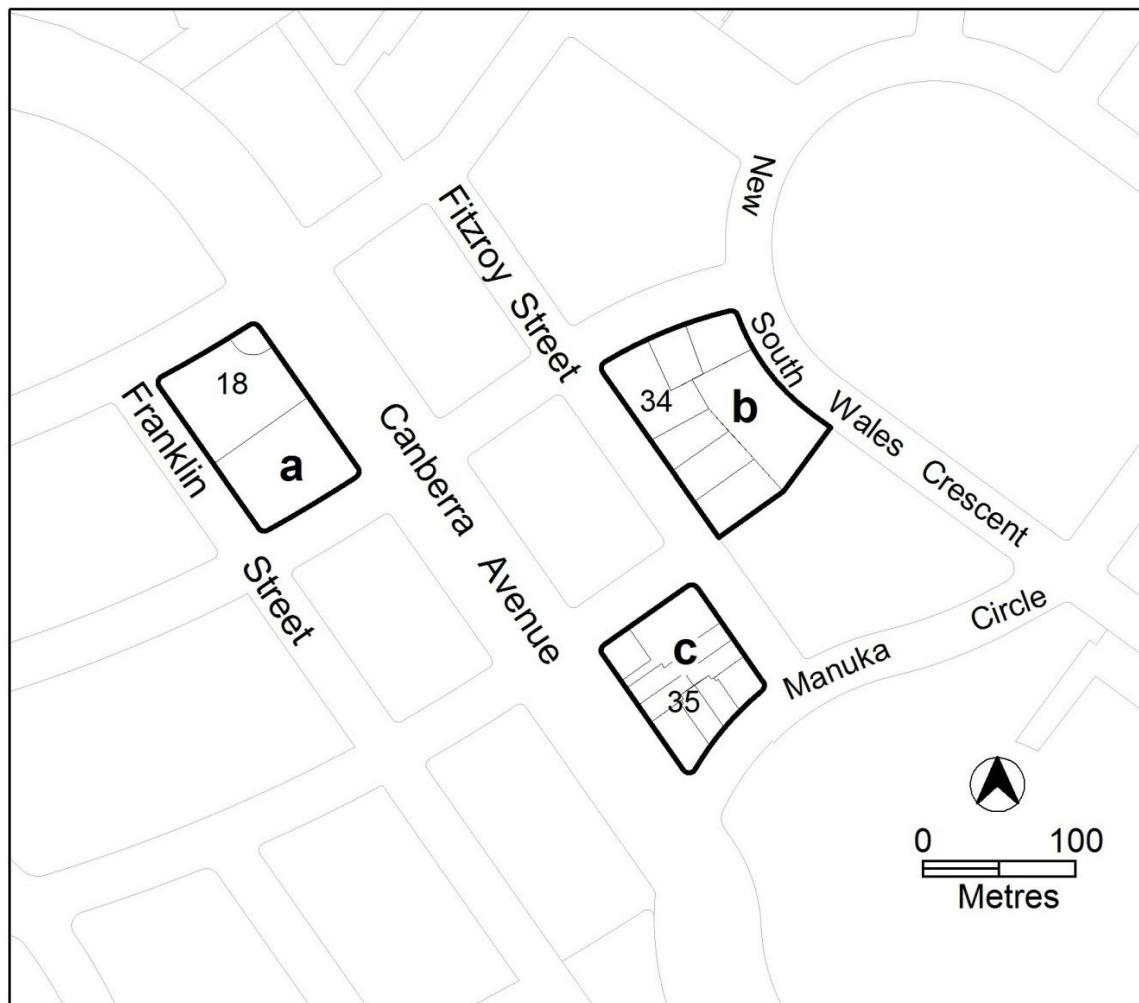 New
South
Wales
Crescent
Fitzroy Street
18
a
Franklin
Street
Canberra
Avenue
34
b
c
35
Manuka
Circle
0 100
Metres